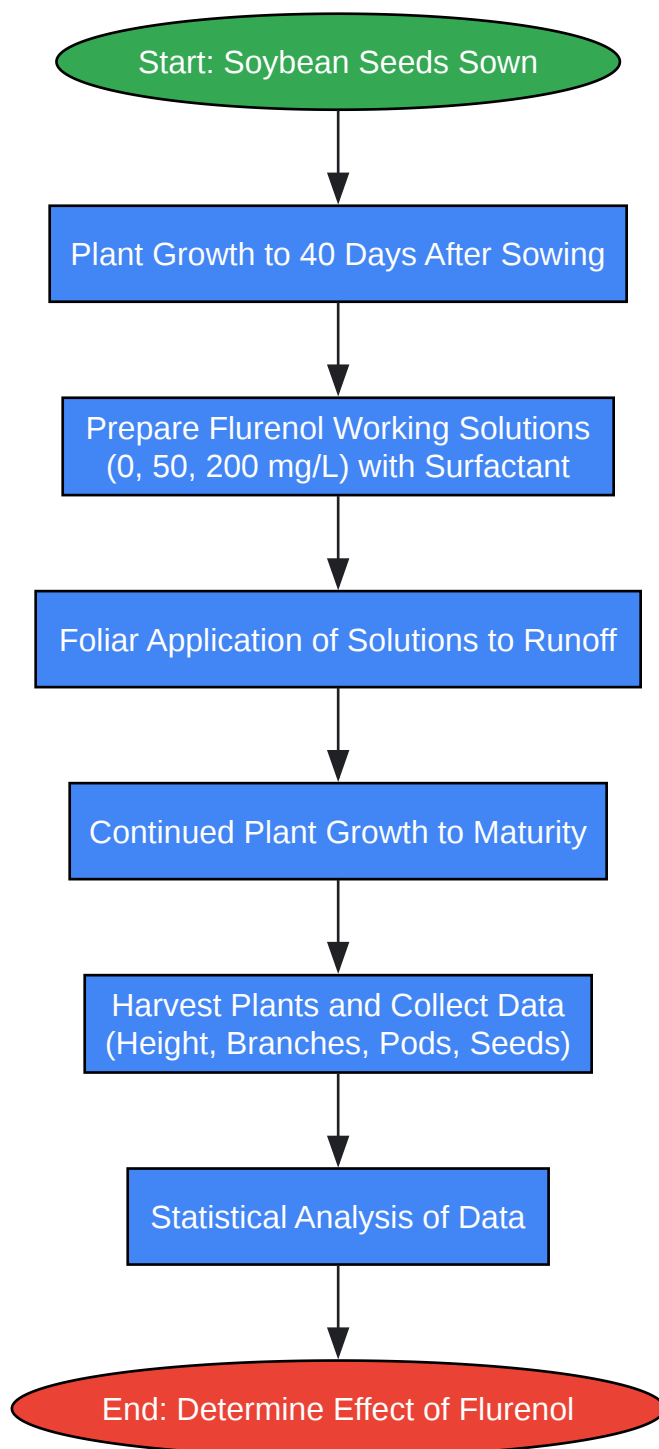 Start: Soybean Seeds Sown
Plant Growth to 40 Days After Sowing
Prepare Flurenol Working Solutions
(0, 50, 200 mg/L) with Surfactant
Foliar Application of Solutions to Runoff
Continued Plant Growth to Maturity
Harvest Plants and Collect Data
(Height, Branches, Pods, Seeds)
Statistical Analysis of Data
End: Determine Effect of Flurenol